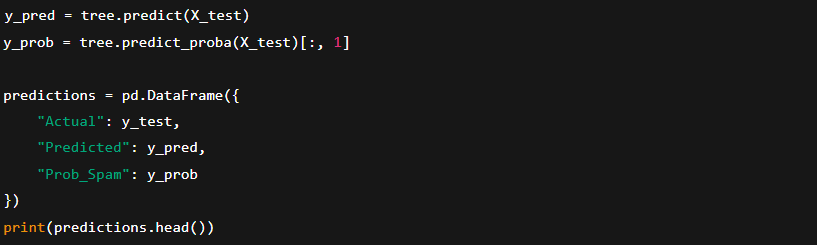 y_pred = tree.predict(X_test)
y_prob = tree.predict_proba(X_test)[:, 1]

predictions = pd.DataFrame({
    "Actual": y_test,
    "Predicted": y_pred,
    "Prob_Spam": y_prob
})
print(predictions.head())